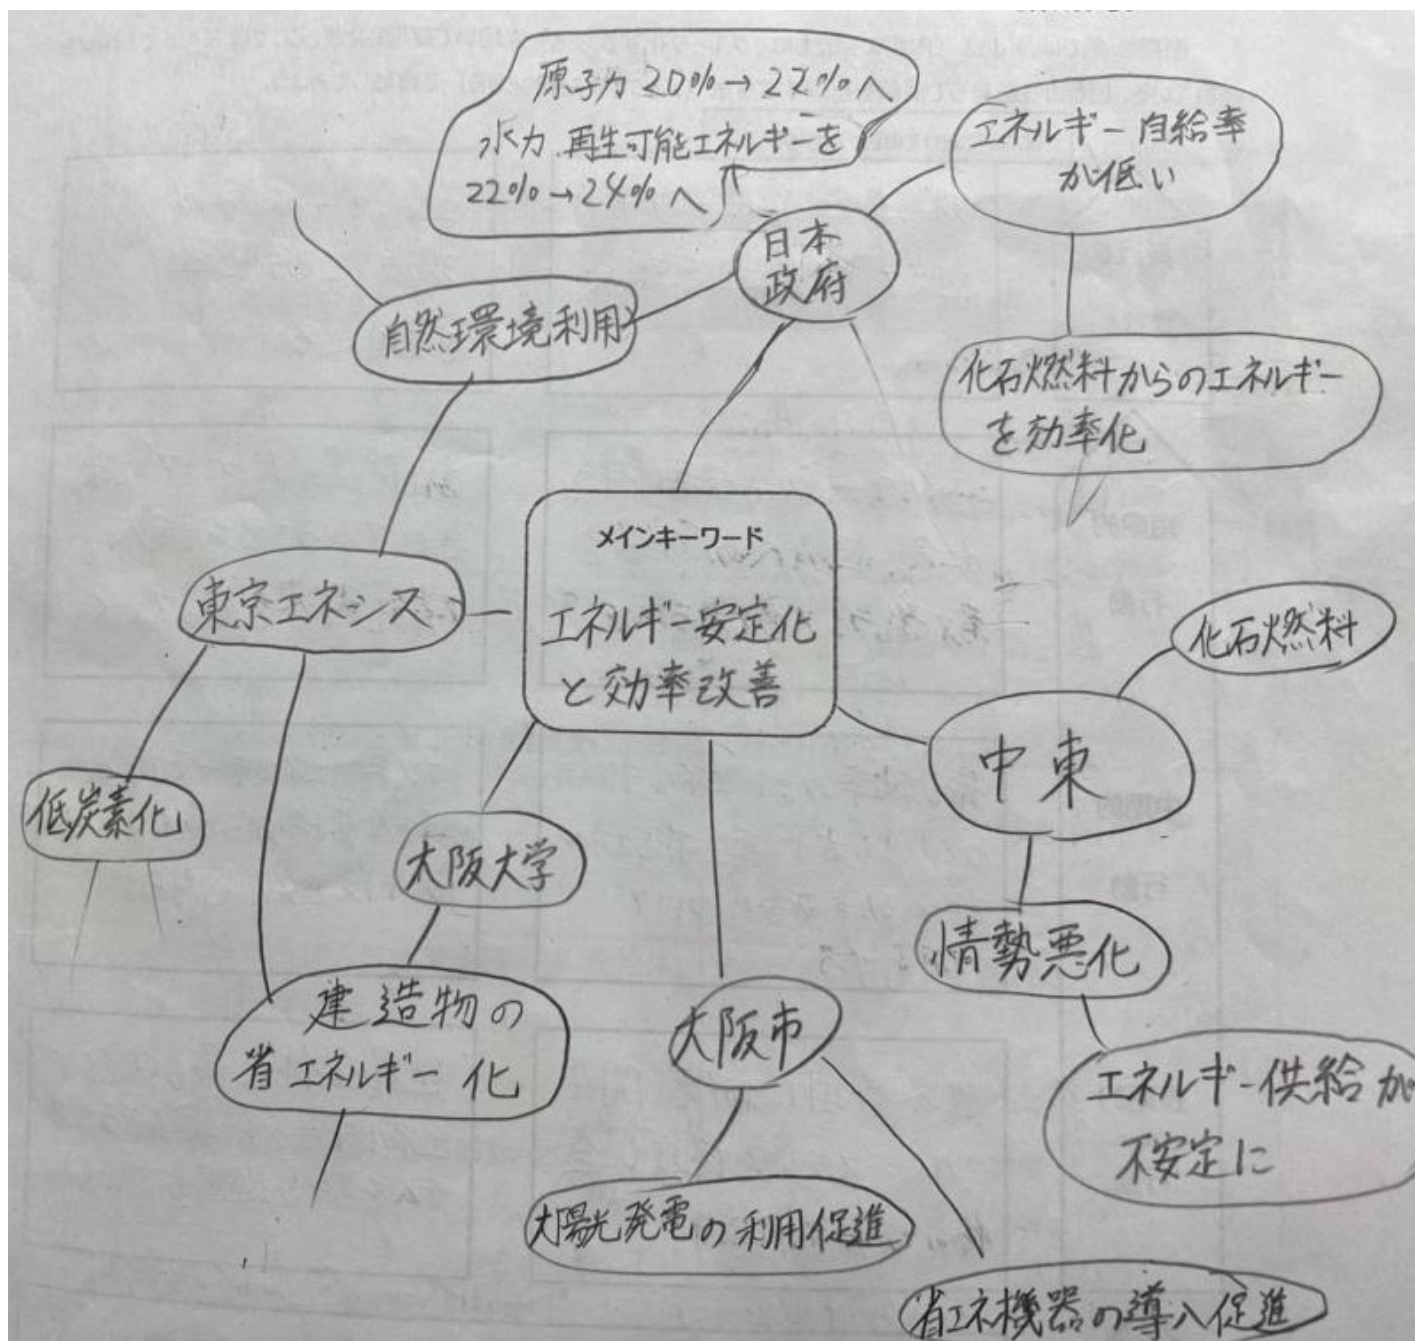 原子力 20%→22%へ
水力、再生可能エネルギーを
22%→24%へ
エネルギー自給率
が低い
日本
政府
自然環境利用
化石燃料からのエネルギー
を効率化
メインキーワード
エネルギー安定化
と効率改善
東京エネシス
化石燃料
中東
低炭素化
大阪大学
情勢悪化
建造物の
省エネルギー化
大阪市
エネルギー供給が
不安定に
太陽光発電の利用促進
省エネ機器の導入促進